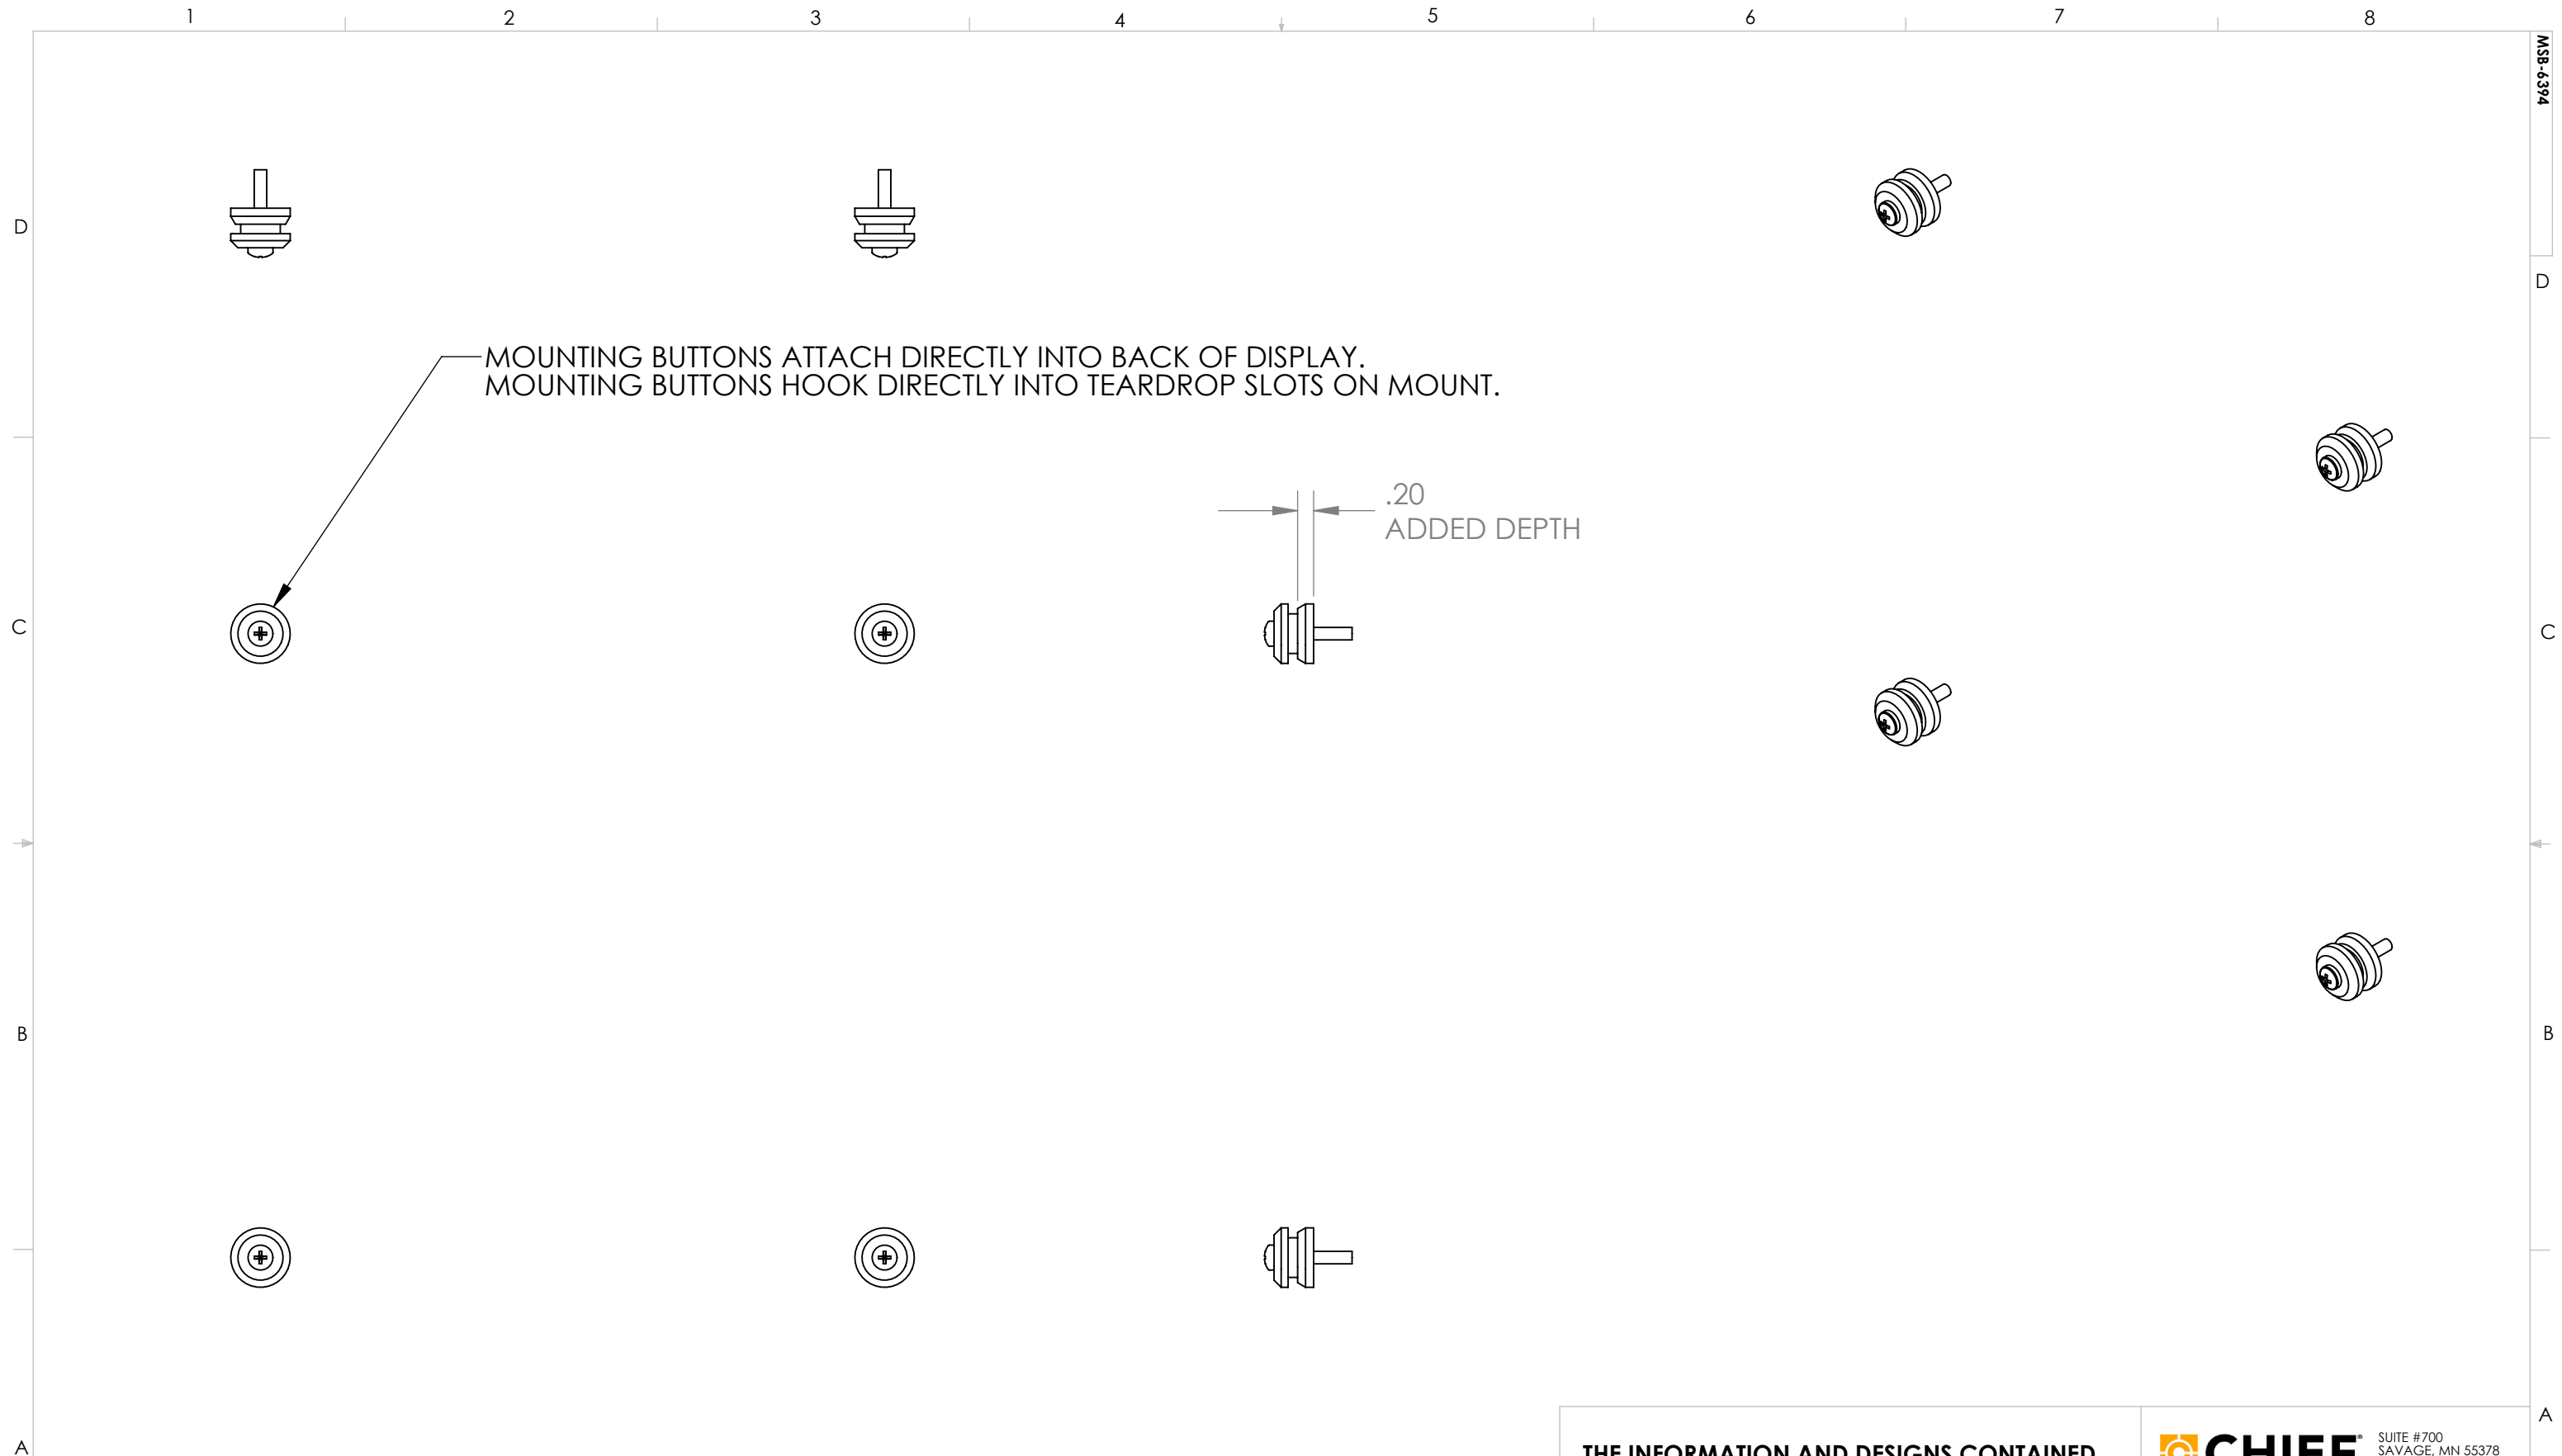 1 2 3 4 5 6 7 8
MSB-6394
D
D
MOUNTING BUTTONS ATTACH DIRECTLY INTO BACK OF DISPLAY.
MOUNTING BUTTONS HOOK DIRECTLY INTO TEARDROP SLOTS ON MOUNT.
.20
ADDED DEPTH
C
C
B
B
A
A
THE INFORMATION AND DESIGNS CONTAINED
CHIEF®
SUITE #700
SAVAGE, MN 55378